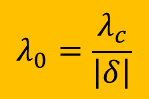 λ₀ = λ_c / |δ|